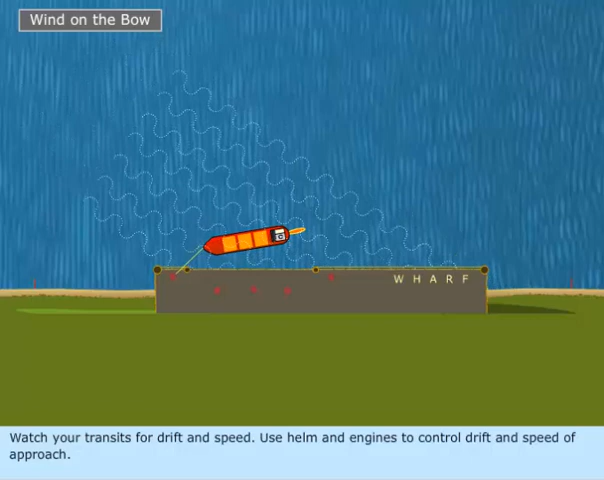 Wind on the Bow
W H A R F
Watch your transits for drift and speed. Use helm and engines to control drift and speed of
approach.